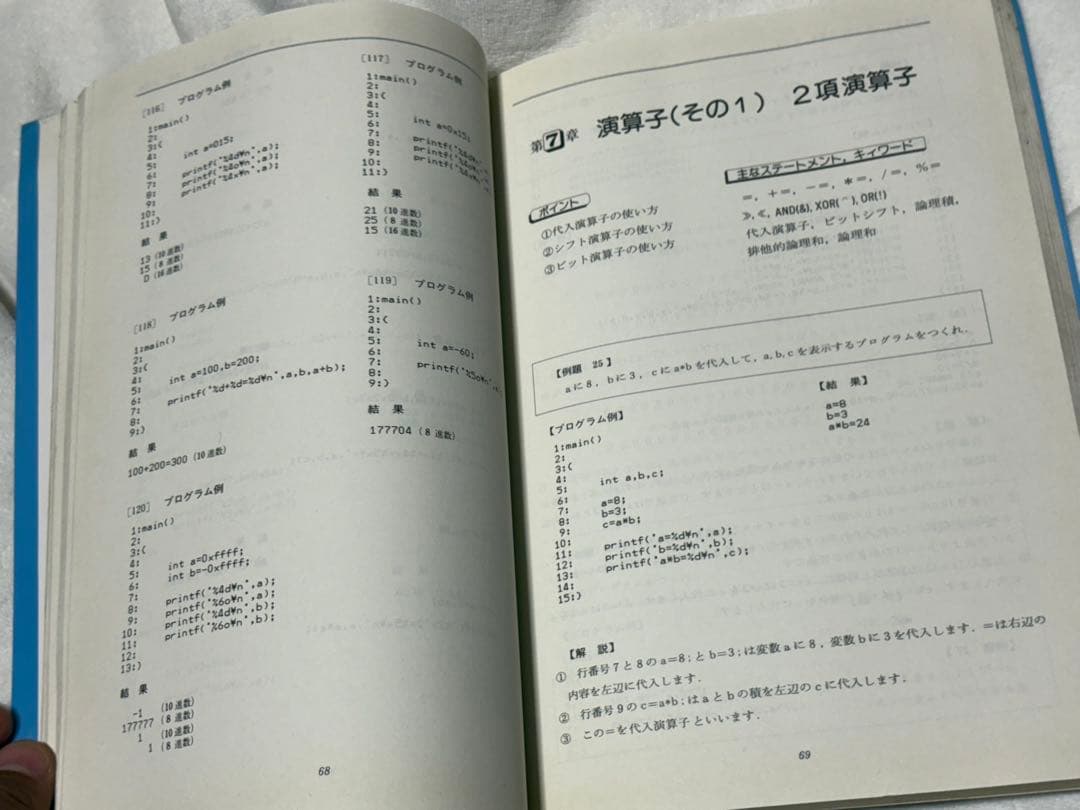 [116] プログラム例
1:main()
2:
3:{
4:
5: int a=015;
6:
7: printf("%4d¥n",a);
8: printf("%4o¥n",a);
9: printf("%4x¥n",a);
10:
11:}
結 果
13 (10進数)
15 (8進数)
D (16進数)
[118] プログラム例
1:main()
2:
3:{
4:
5: int a=100,b=200;
6:
7: printf("%d+%d=%d¥n",a,b,a+b);
8:
9:}
結 果
100+200=300 (10進数)
[120] プログラム例
1:main()
2:
3:{
4:
5: int a=0xffff;
6: int b=-0xffff;
7:
8: printf("%4d¥n",a);
9: printf("%6o¥n",a);
10: printf("%4d¥n",b);
11: printf("%6o¥n",b);
12:
13:}
結 果
-1 (10進数)
177777 (8進数)
1 (10進数)
1 (8進数)
[117] プログラム例
1:main()
2:
3:{
4:
5:
6: int a=0x15;
7:
8: printf("%4d¥n
9: printf("%4o¥n
10: printf("%4x¥n
11:}
結 果
21 (10進数)
25 (8進数)
15 (16進数)
[119] プログラム例
1:main()
2:
3:{
4:
5: int a=-60;
6:
7: printf("%5o¥n
8:
9:}
結 果
177704 (8進数)
68
第7章 演算子(その1) 2項演算子
ポイント
①代入演算子の使い方
②シフト演算子の使い方
③ビット演算子の使い方
主なステートメント,キィワード
=, +=, -=, *=, /=, %=
≫,≪, AND(&), XOR(^), OR(!)
代入演算子,ビットシフト,論理積,
排他的論理和,論理和
【例題 25】
aに8,bに3,cにa*bを代入して,a,b,cを表示するプログラムをつくれ.
【プログラム例】
1:main()
2:
3:{
4:
5: int a,b,c;
6:
7: a=8;
8: b=3;
9: c=a*b;
10:
11: printf("a=%d¥n",a);
12: printf("b=%d¥n",b);
13: printf("a*b=%d¥n",c);
14:
15:}
【結 果】
a=8
b=3
a*b=24
【解 説】
① 行番号7と8のa=8;とb=3;は変数aに8,変数bに3を代入します.=は右辺の
内容を左辺に代入します.
② 行番号9のc=a*b;はaとbの積を左辺のcに代入します.
③ この=を代入演算子といいます.
69